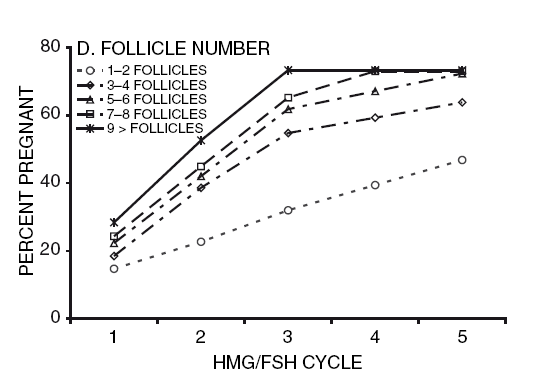 D. FOLLICLE NUMBER
1–2 FOLLICLES
3–4 FOLLICLES
5–6 FOLLICLES
7–8 FOLLICLES
9 > FOLLICLES
PERCENT PREGNANT
80
60
40
20
0
1 2 3 4 5
HMG/FSH CYCLE